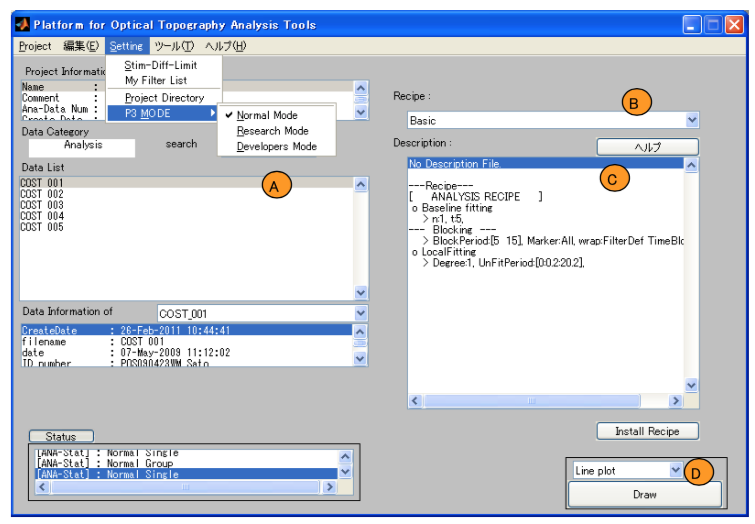 Platform for Optical Topography Analysis Tools
Project 編集(E) Setting ツール(T) ヘルプ(H)
Stim-Diff-Limit
My Filter List
Project Directory
P3 MODE
Normal Mode
Research Mode
Developers Mode
Project Informatic
Name :
Comment :
Ana-Data Num :
Create Date :
Data Category
Analysis search
Data List
COST 001
COST 002
COST 003
COST 004
COST 005
A
Data Information of COST_001
CreateDate : 26-Feb-2011 10:44:41
filename : COST 001
date : 07-May-2009 11:12:02
ID number : POS090423WM Sato
Status
[ANA-Stat] : Normal Single
[ANA-Stat] : Normal Group
[ANA-Stat] : Normal Single
Recipe :
B
Basic
Description : ヘルプ
No Description File.
C
---Recipe---
[ ANALYSIS RECIPE ]
o Baseline fitting
> n:1, t:5,
--- Blocking ---
> BlockPeriod:[5 15], Marker:All, wrap:FilterDef TimeBlc
o LocalFitting
> Degree:1, UnFitPeriod:[0:0.2:20.2],
Install Recipe
Line plot
D
Draw